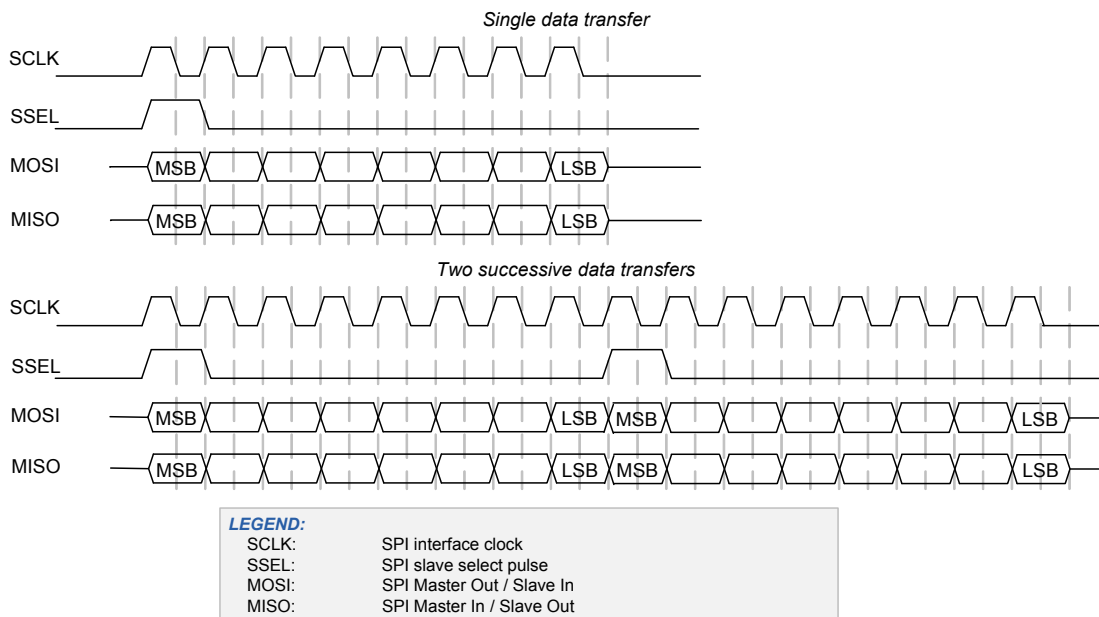 Single data transfer
SCLK
SSEL
MOSI MSB LSB
MISO MSB LSB
Two successive data transfers
SCLK
SSEL
MOSI MSB LSB MSB LSB
MISO MSB LSB MSB LSB
LEGEND:
SCLK: SPI interface clock
SSEL: SPI slave select pulse
MOSI: SPI Master Out / Slave In
MISO: SPI Master In / Slave Out